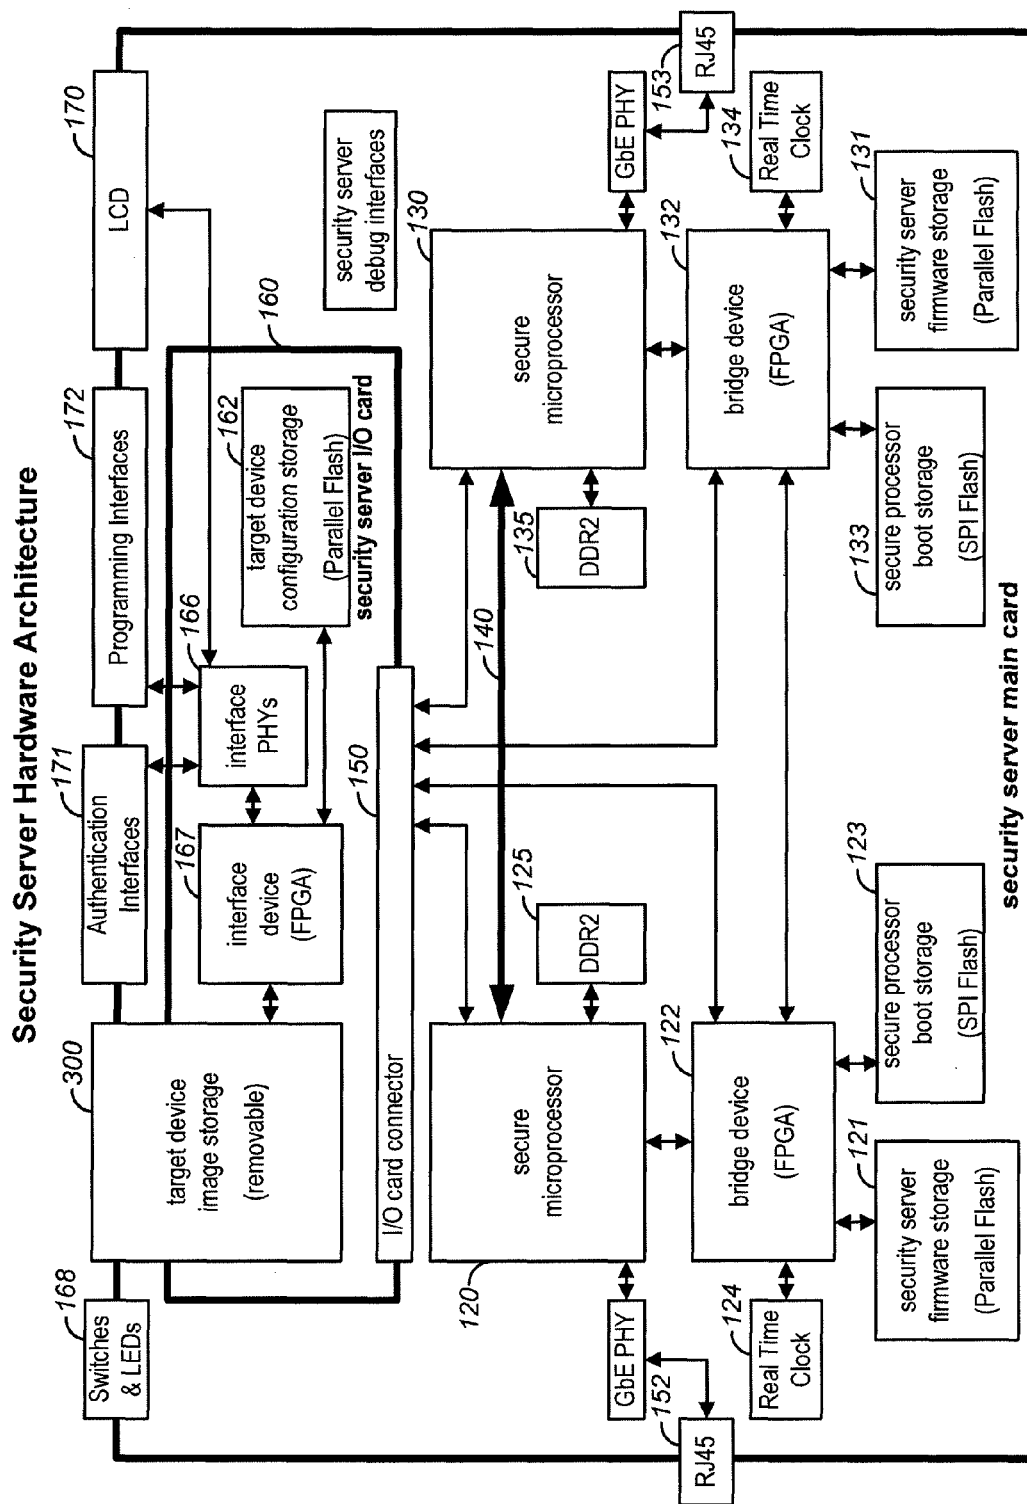 Security Server Hardware Architecture
168
Switches
& LEDs
300
target device
image storage
(removable)
171
Authentication
Interfaces
172
Programming Interfaces
170
LCD
167
interface
device
(FPGA)
166
interface
PHYs
162
target device
configuration storage
(Parallel Flash)
security server I/O card
160
security server
debug interfaces
150
I/O card connector
120
secure
microprocessor
125
DDR2
140
135
DDR2
130
secure
microprocessor
GbE PHY
152
RJ45
GbE PHY
153
RJ45
124
Real Time
Clock
122
bridge device
(FPGA)
132
bridge device
(FPGA)
134
Real Time
Clock
121
security server
firmware storage
(Parallel Flash)
123
secure processor
boot storage
(SPI Flash)
133
secure processor
boot storage
(SPI Flash)
131
security server
firmware storage
(Parallel Flash)
security server main card